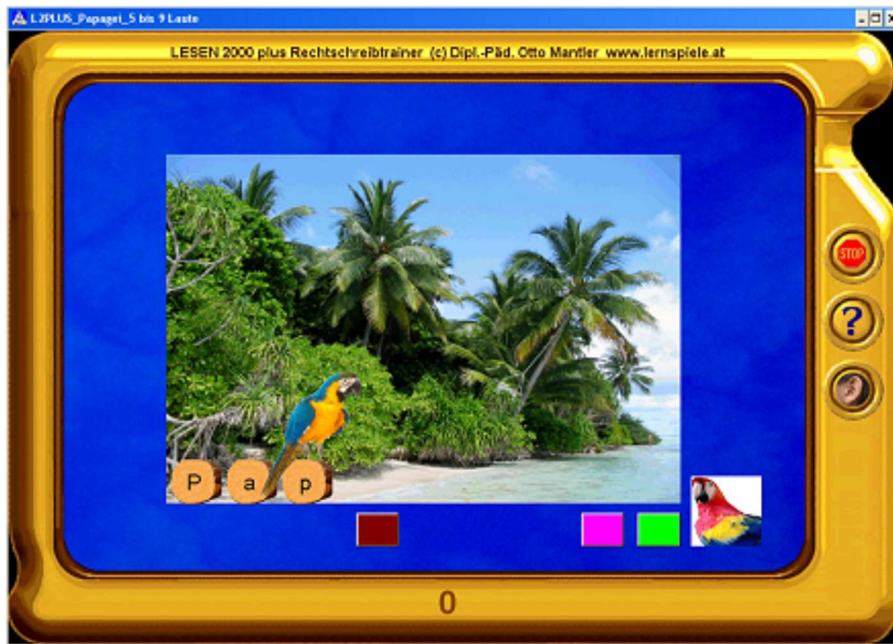 L2PLUS_Papagei_5 bis 9 Laute
LESEN 2000 plus Rechtschreibtrainer (c) Dipl.-Päd. Otto Mantler www.lernspiele.at
STOP
?
P a p
0